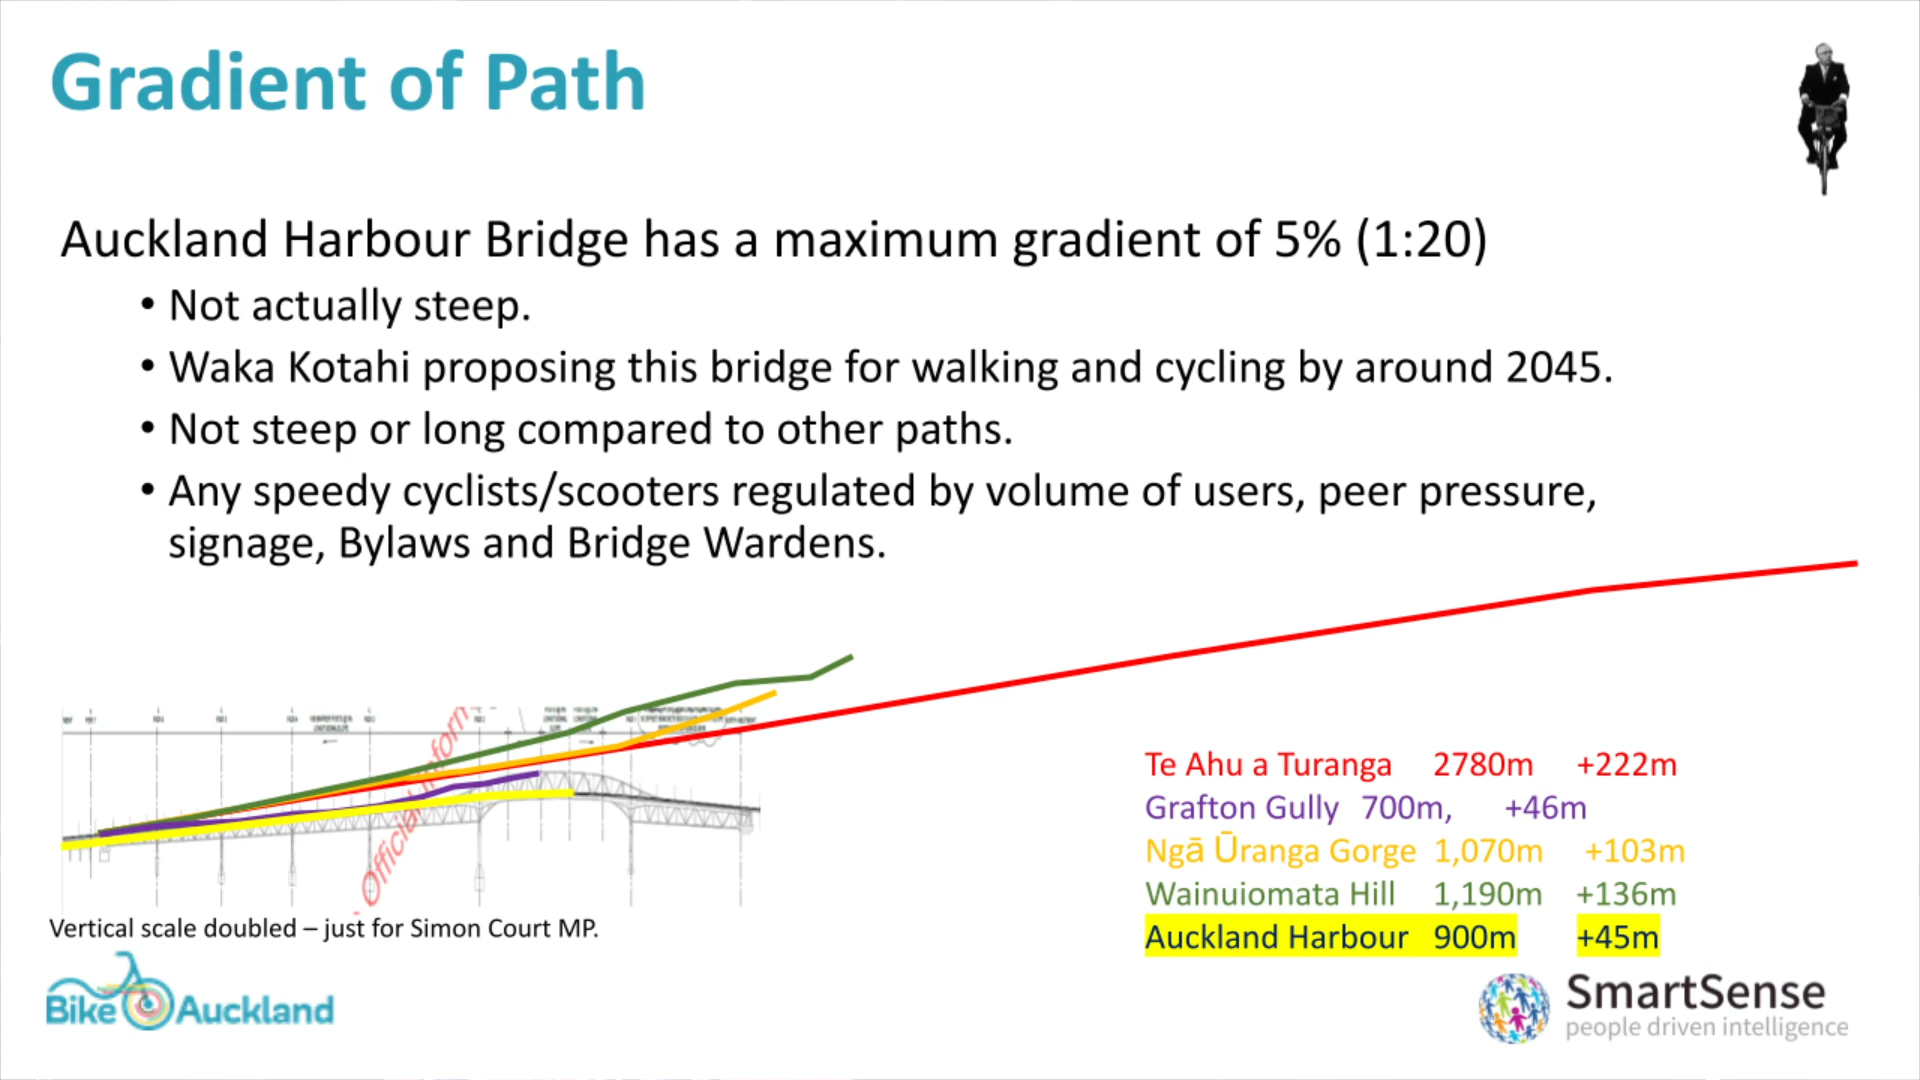 Gradient of Path
Auckland Harbour Bridge has a maximum gradient of 5% (1:20)
• Not actually steep.
• Waka Kotahi proposing this bridge for walking and cycling by around 2045.
• Not steep or long compared to other paths.
• Any speedy cyclists/scooters regulated by volume of users, peer pressure,
signage, Bylaws and Bridge Wardens.
Official
Te Ahu a Turanga 2780m +222m
Grafton Gully 700m, +46m
Ngā Ūranga Gorge 1,070m +103m
Wainuiomata Hill 1,190m +136m
Auckland Harbour 900m +45m
Vertical scale doubled – just for Simon Court MP.
Bike Auckland
SmartSense
people driven intelligence